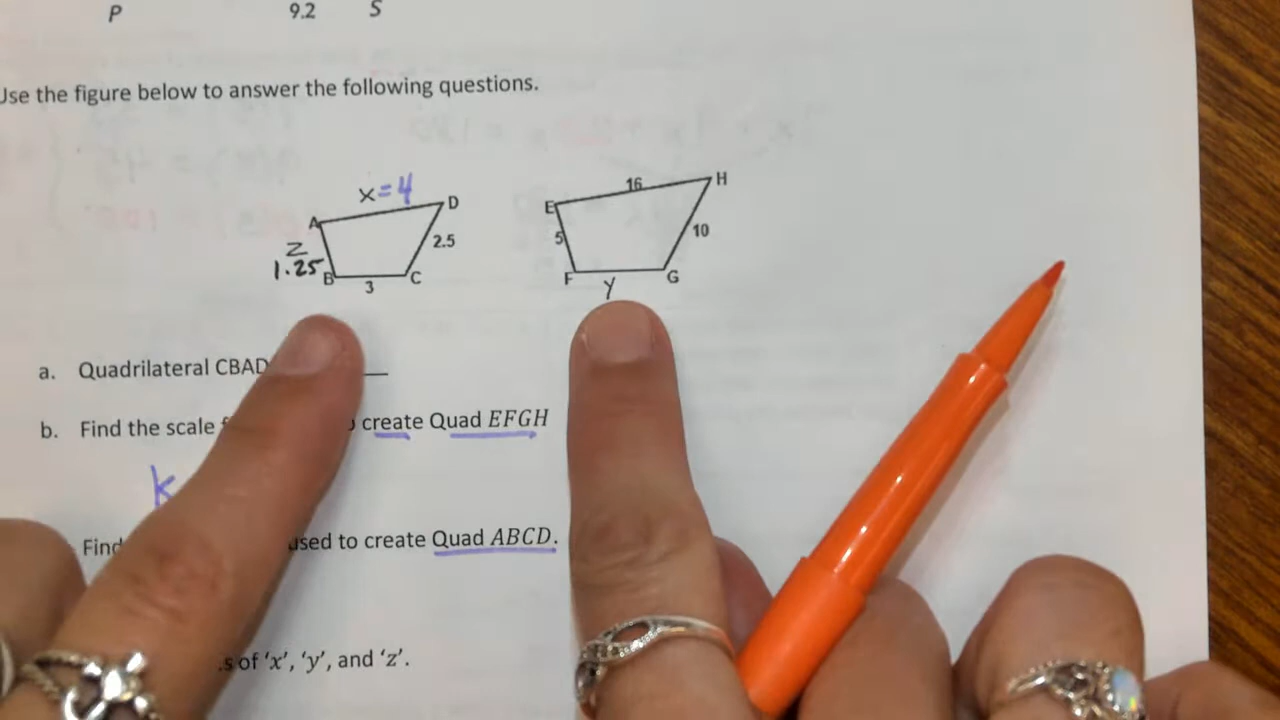 P 9.2 S
Use the figure below to answer the following questions.
x=4
A D
z 2.5
1.25 B C
3
16 H
E
5 10
F G
y
a. Quadrilateral CBAD
b. Find the scale create Quad EFGH
k
Find used to create Quad ABCD.
of 'x', 'y', and 'z'.